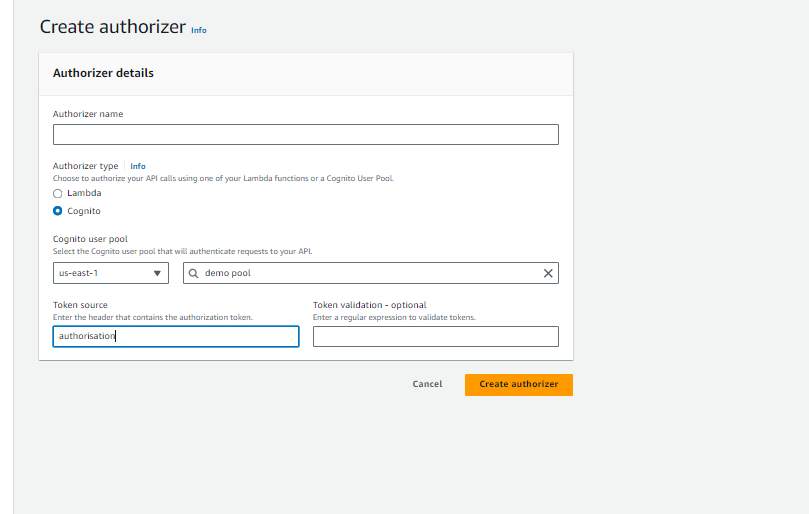 Create authorizer Info
Authorizer details
Authorizer name
Authorizer type Info
Choose to authorize your API calls using one of your Lambda functions or a Cognito User Pool.
Lambda
Cognito
Cognito user pool
Select the Cognito user pool that will authenticate requests to your API.
us-east-1 demo pool
Token source Token validation - optional
Enter the header that contains the authorization token. Enter a regular expression to validate tokens.
authorisation
Cancel Create authorizer